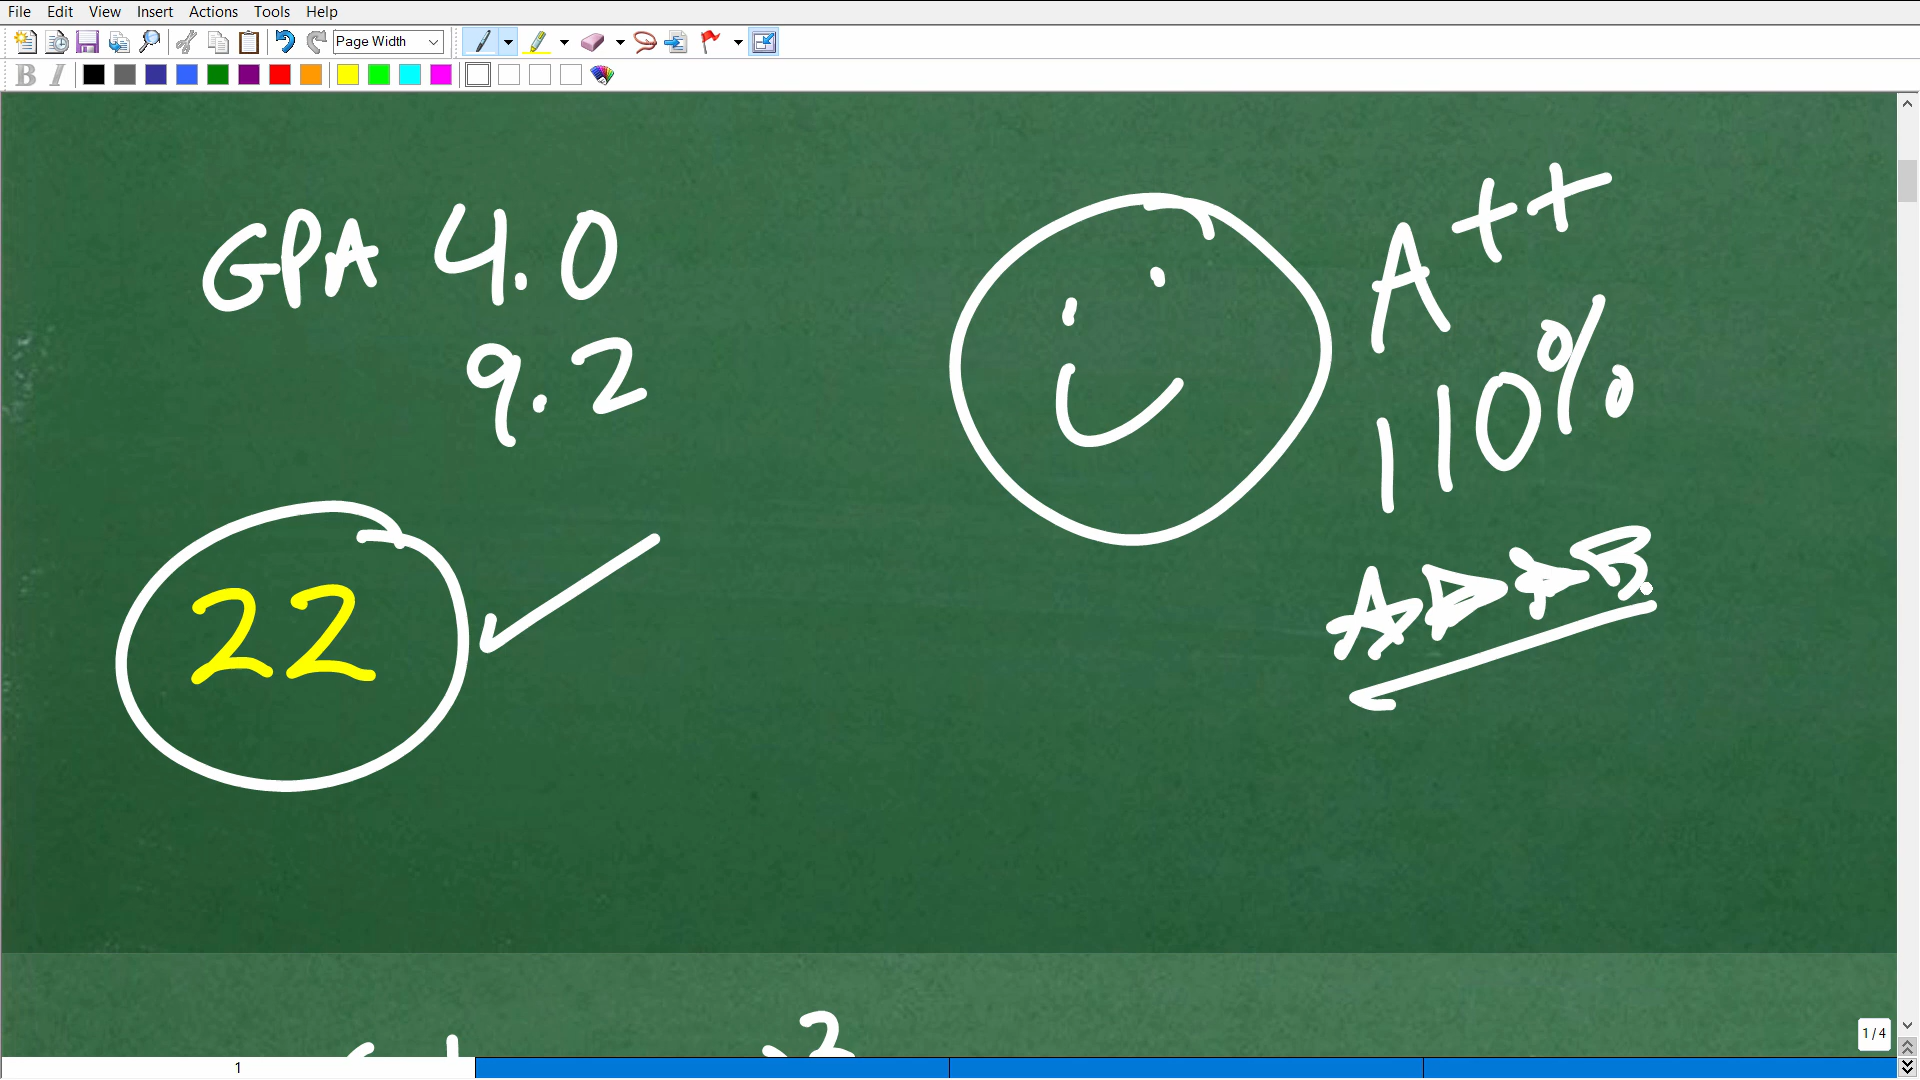 File Edit View Insert Actions Tools Help
Page Width
B I
GPA 4.0
9.2
22
A++
110%
1 / 4
1